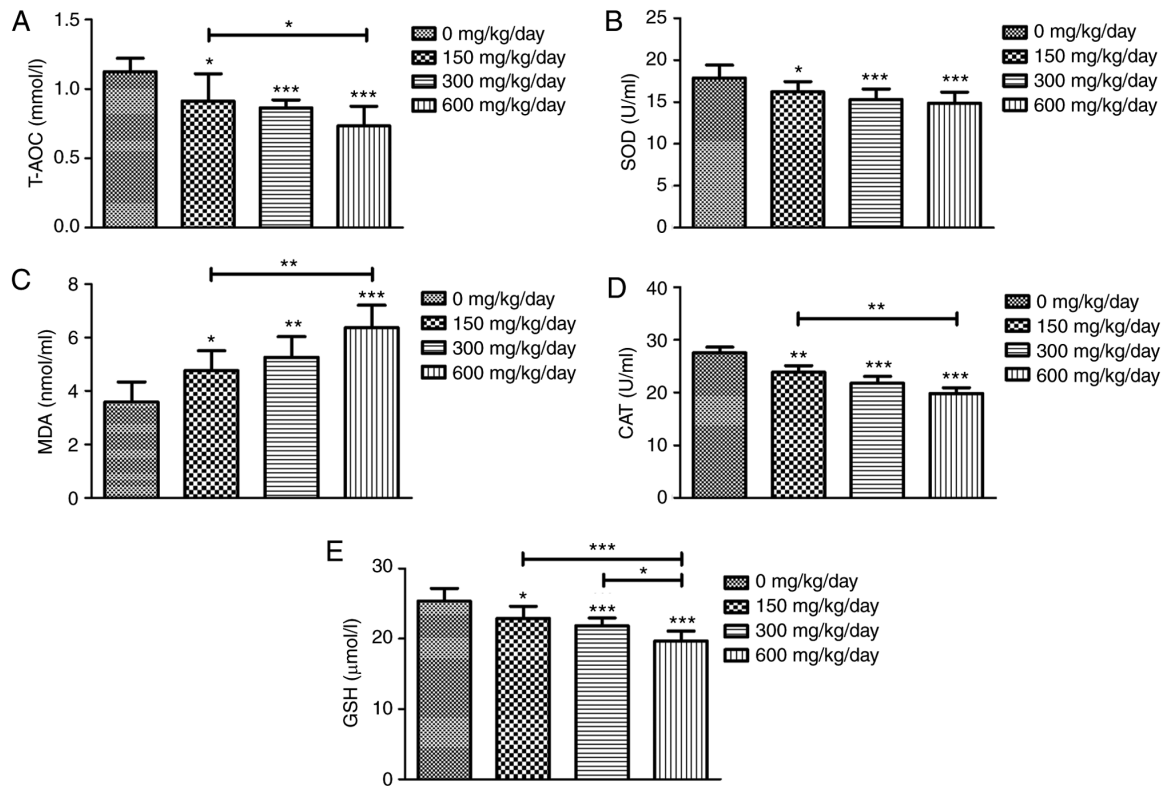 A
T-AOC (mmol/l)
1.5
1.0
0.5
0.0
*
*
***
***
0 mg/kg/day
150 mg/kg/day
300 mg/kg/day
600 mg/kg/day
B
SOD (U/ml)
25
20
15
10
5
0
*
***
***
0 mg/kg/day
150 mg/kg/day
300 mg/kg/day
600 mg/kg/day
C
MDA (nmol/ml)
8
6
4
2
0
**
*
**
***
0 mg/kg/day
150 mg/kg/day
300 mg/kg/day
600 mg/kg/day
D
CAT (U/ml)
40
30
20
10
0
**
**
***
***
0 mg/kg/day
150 mg/kg/day
300 mg/kg/day
600 mg/kg/day
E
GSH (μmol/l)
30
20
10
0
***
*
*
***
***
0 mg/kg/day
150 mg/kg/day
300 mg/kg/day
600 mg/kg/day